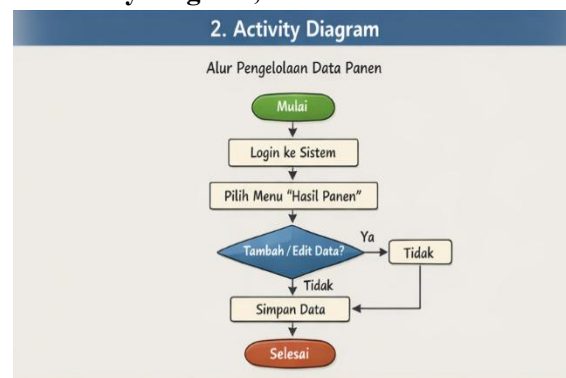 2. Activity Diagram
Alur Pengelolaan Data Panen
Mulai
Login ke Sistem
Pilih Menu “Hasil Panen”
Tambah / Edit Data?
Ya
Tidak
Tidak
Simpan Data
Selesai